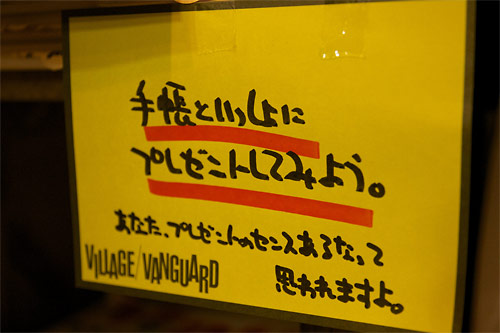 手帳といっしょに
プレゼントしてみよう。
あなた、プレゼントのセンスあるなって
思われますよ。
VILLAGE/VANGUARD